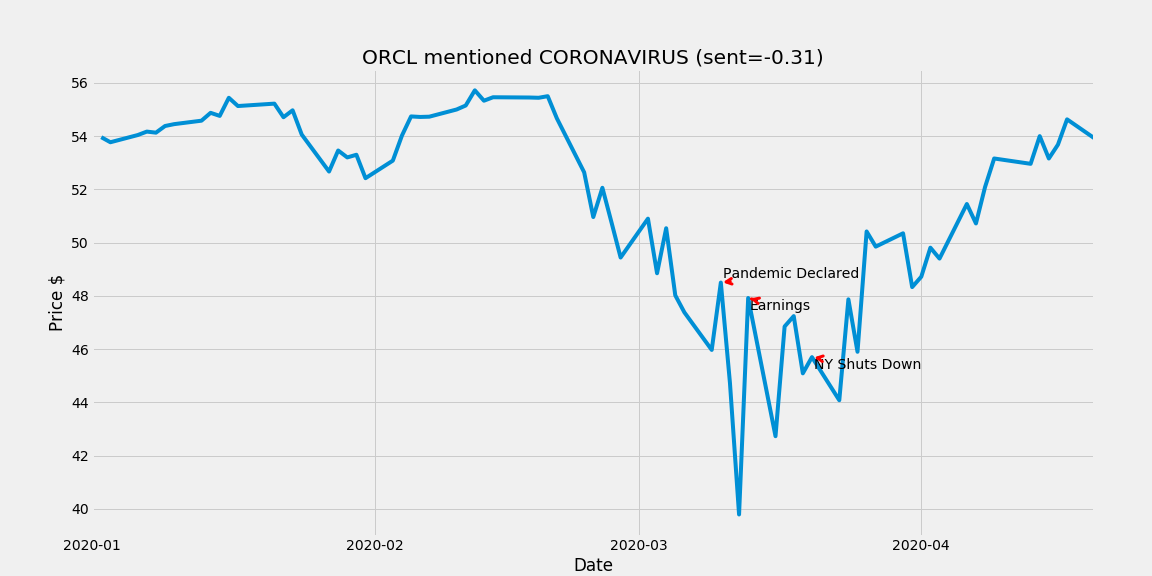 ORCL mentioned CORONAVIRUS (sent=-0.31)
56
54
52
50
48
46
44
42
40
Price $
Pandemic Declared
Earnings
NY Shuts Down
2020-01 2020-02 2020-03 2020-04
Date